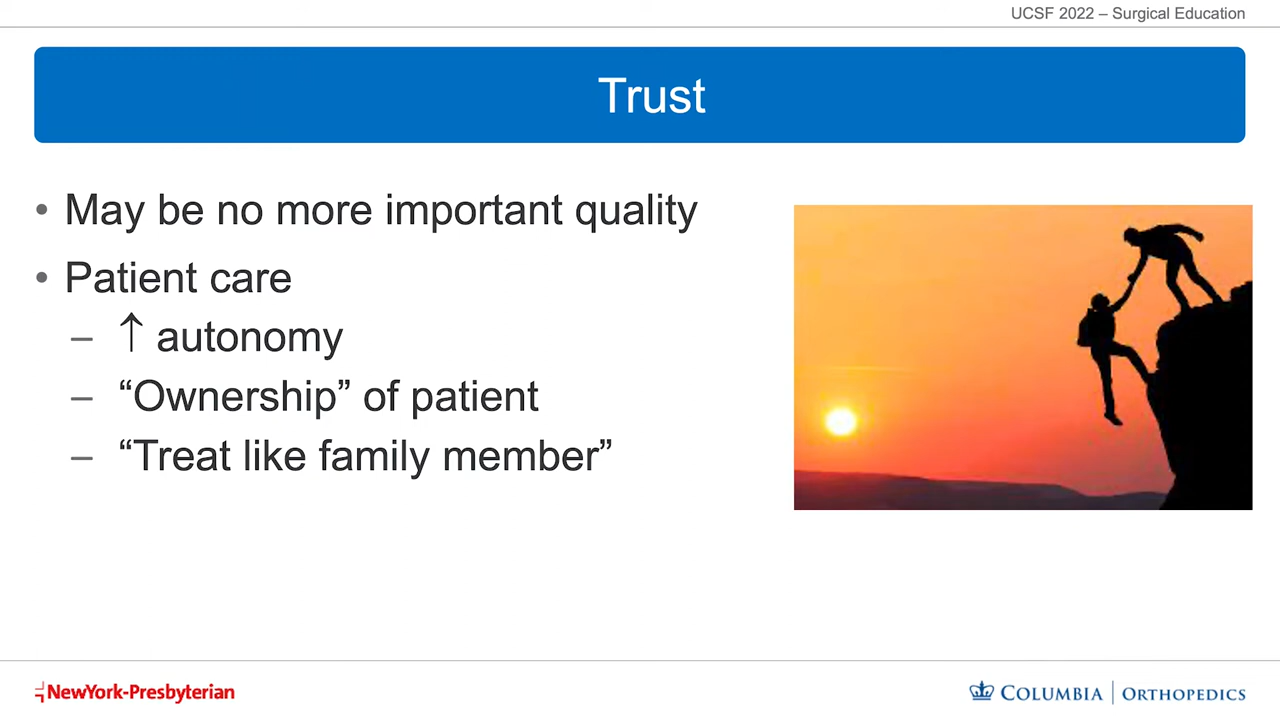 UCSF 2022 – Surgical Education
Trust
• May be no more important quality
• Patient care
– ↑ autonomy
– “Ownership” of patient
– “Treat like family member”
NewYork-Presbyterian
COLUMBIA | ORTHOPEDICS